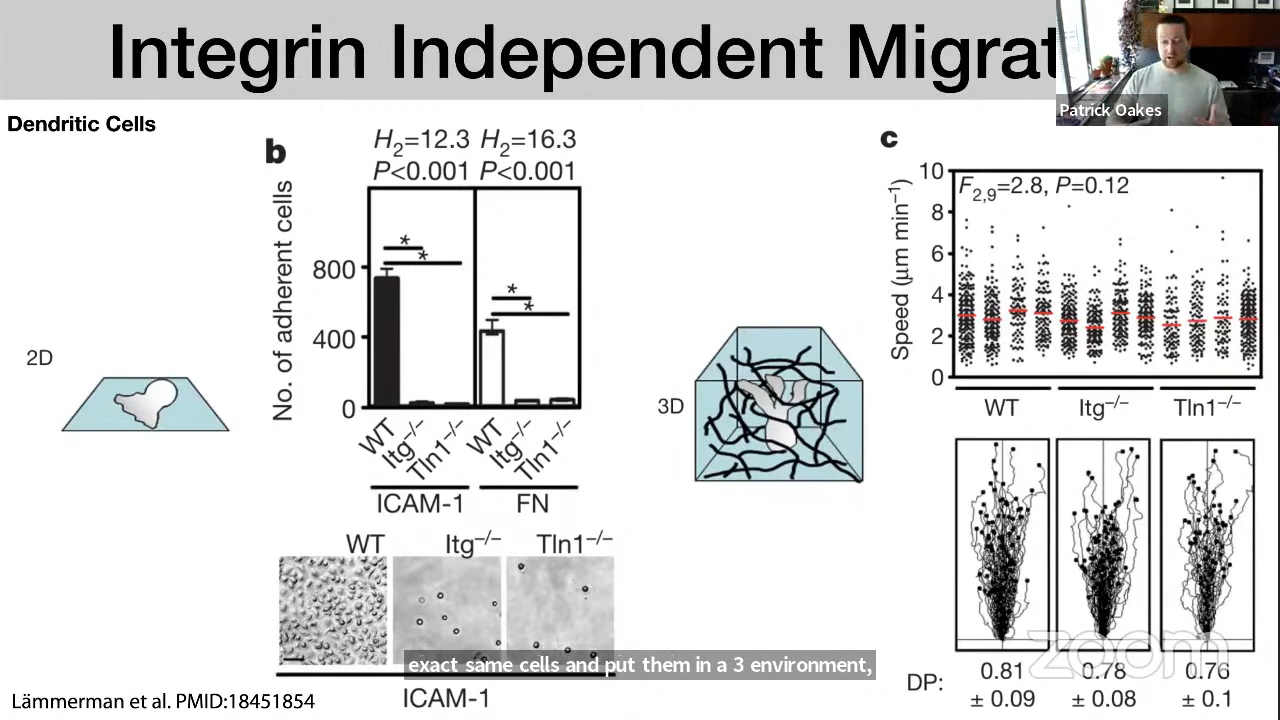 Integrin Independent Migrat
Patrick Oakes
Dendritic Cells
b
H2=12.3 H2=16.3
P<0.001 P<0.001
No. of adherent cells
800
400
0
*
*
*
*
WT
Itg–/–
Tln1–/–
WT
Itg–/–
Tln1–/–
ICAM-1
FN
2D
WT
Itg–/–
Tln1–/–
ICAM-1
3D
c
Speed (μm min–1)
10
8
6
4
2
0
F2,9=2.8, P=0.12
WT
Itg–/–
Tln1–/–
DP:
0.81
± 0.09
0.78
± 0.08
0.76
± 0.1
zoom
exact same cells and put them in a 3 environment,
Lämmerman et al. PMID:18451854